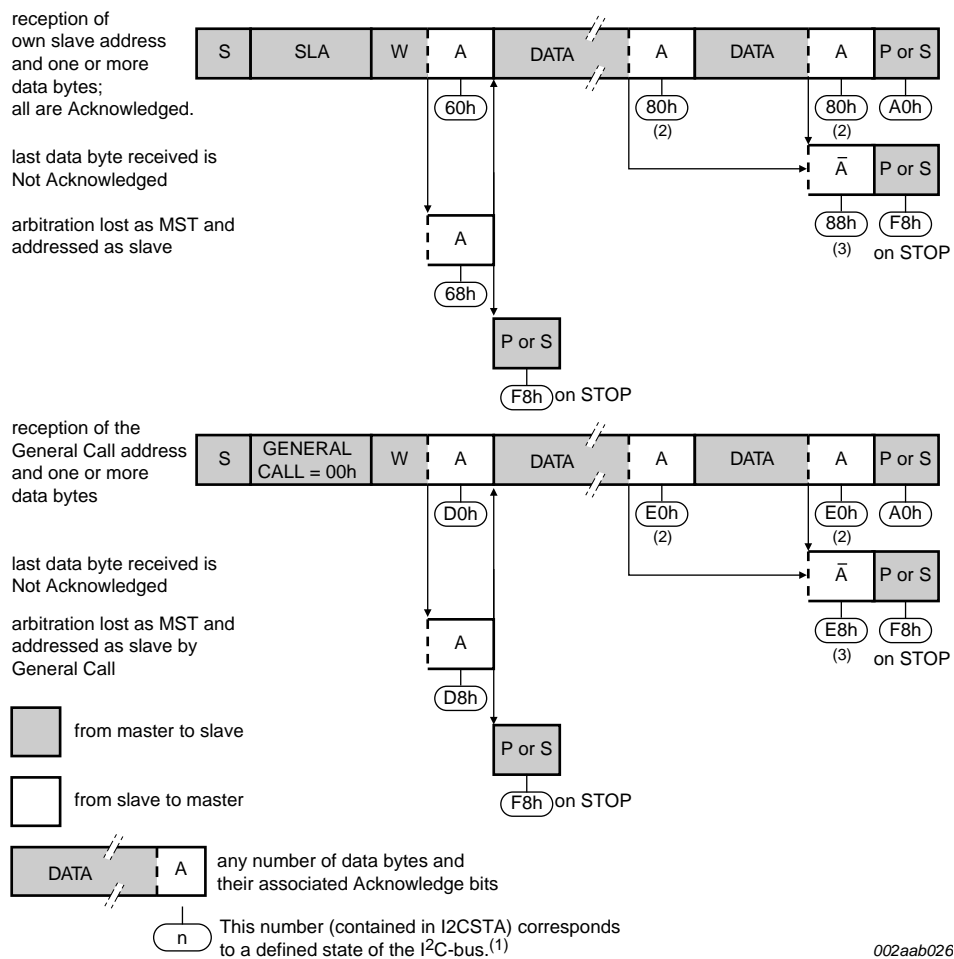 reception of
own slave address
and one or more
data bytes;
all are Acknowledged.
S SLA W A DATA A DATA A P or S
60h 80h 80h A0h
(2) (2)
last data byte received is
Not Acknowledged
Ā P or S
88h F8h
(3) on STOP
arbitration lost as MST and
addressed as slave
A
68h
P or S
F8h on STOP
reception of the
General Call address
and one or more
data bytes
S GENERAL
CALL = 00h W A DATA A DATA A P or S
D0h E0h E0h A0h
(2) (2)
last data byte received is
Not Acknowledged
Ā P or S
E8h F8h
(3) on STOP
arbitration lost as MST and
addressed as slave by
General Call
A
D8h
P or S
F8h on STOP
from master to slave
from slave to master
DATA A any number of data bytes and
their associated Acknowledge bits
n This number (contained in I2CSTA) corresponds
to a defined state of the I²C-bus.(1)
002aab026